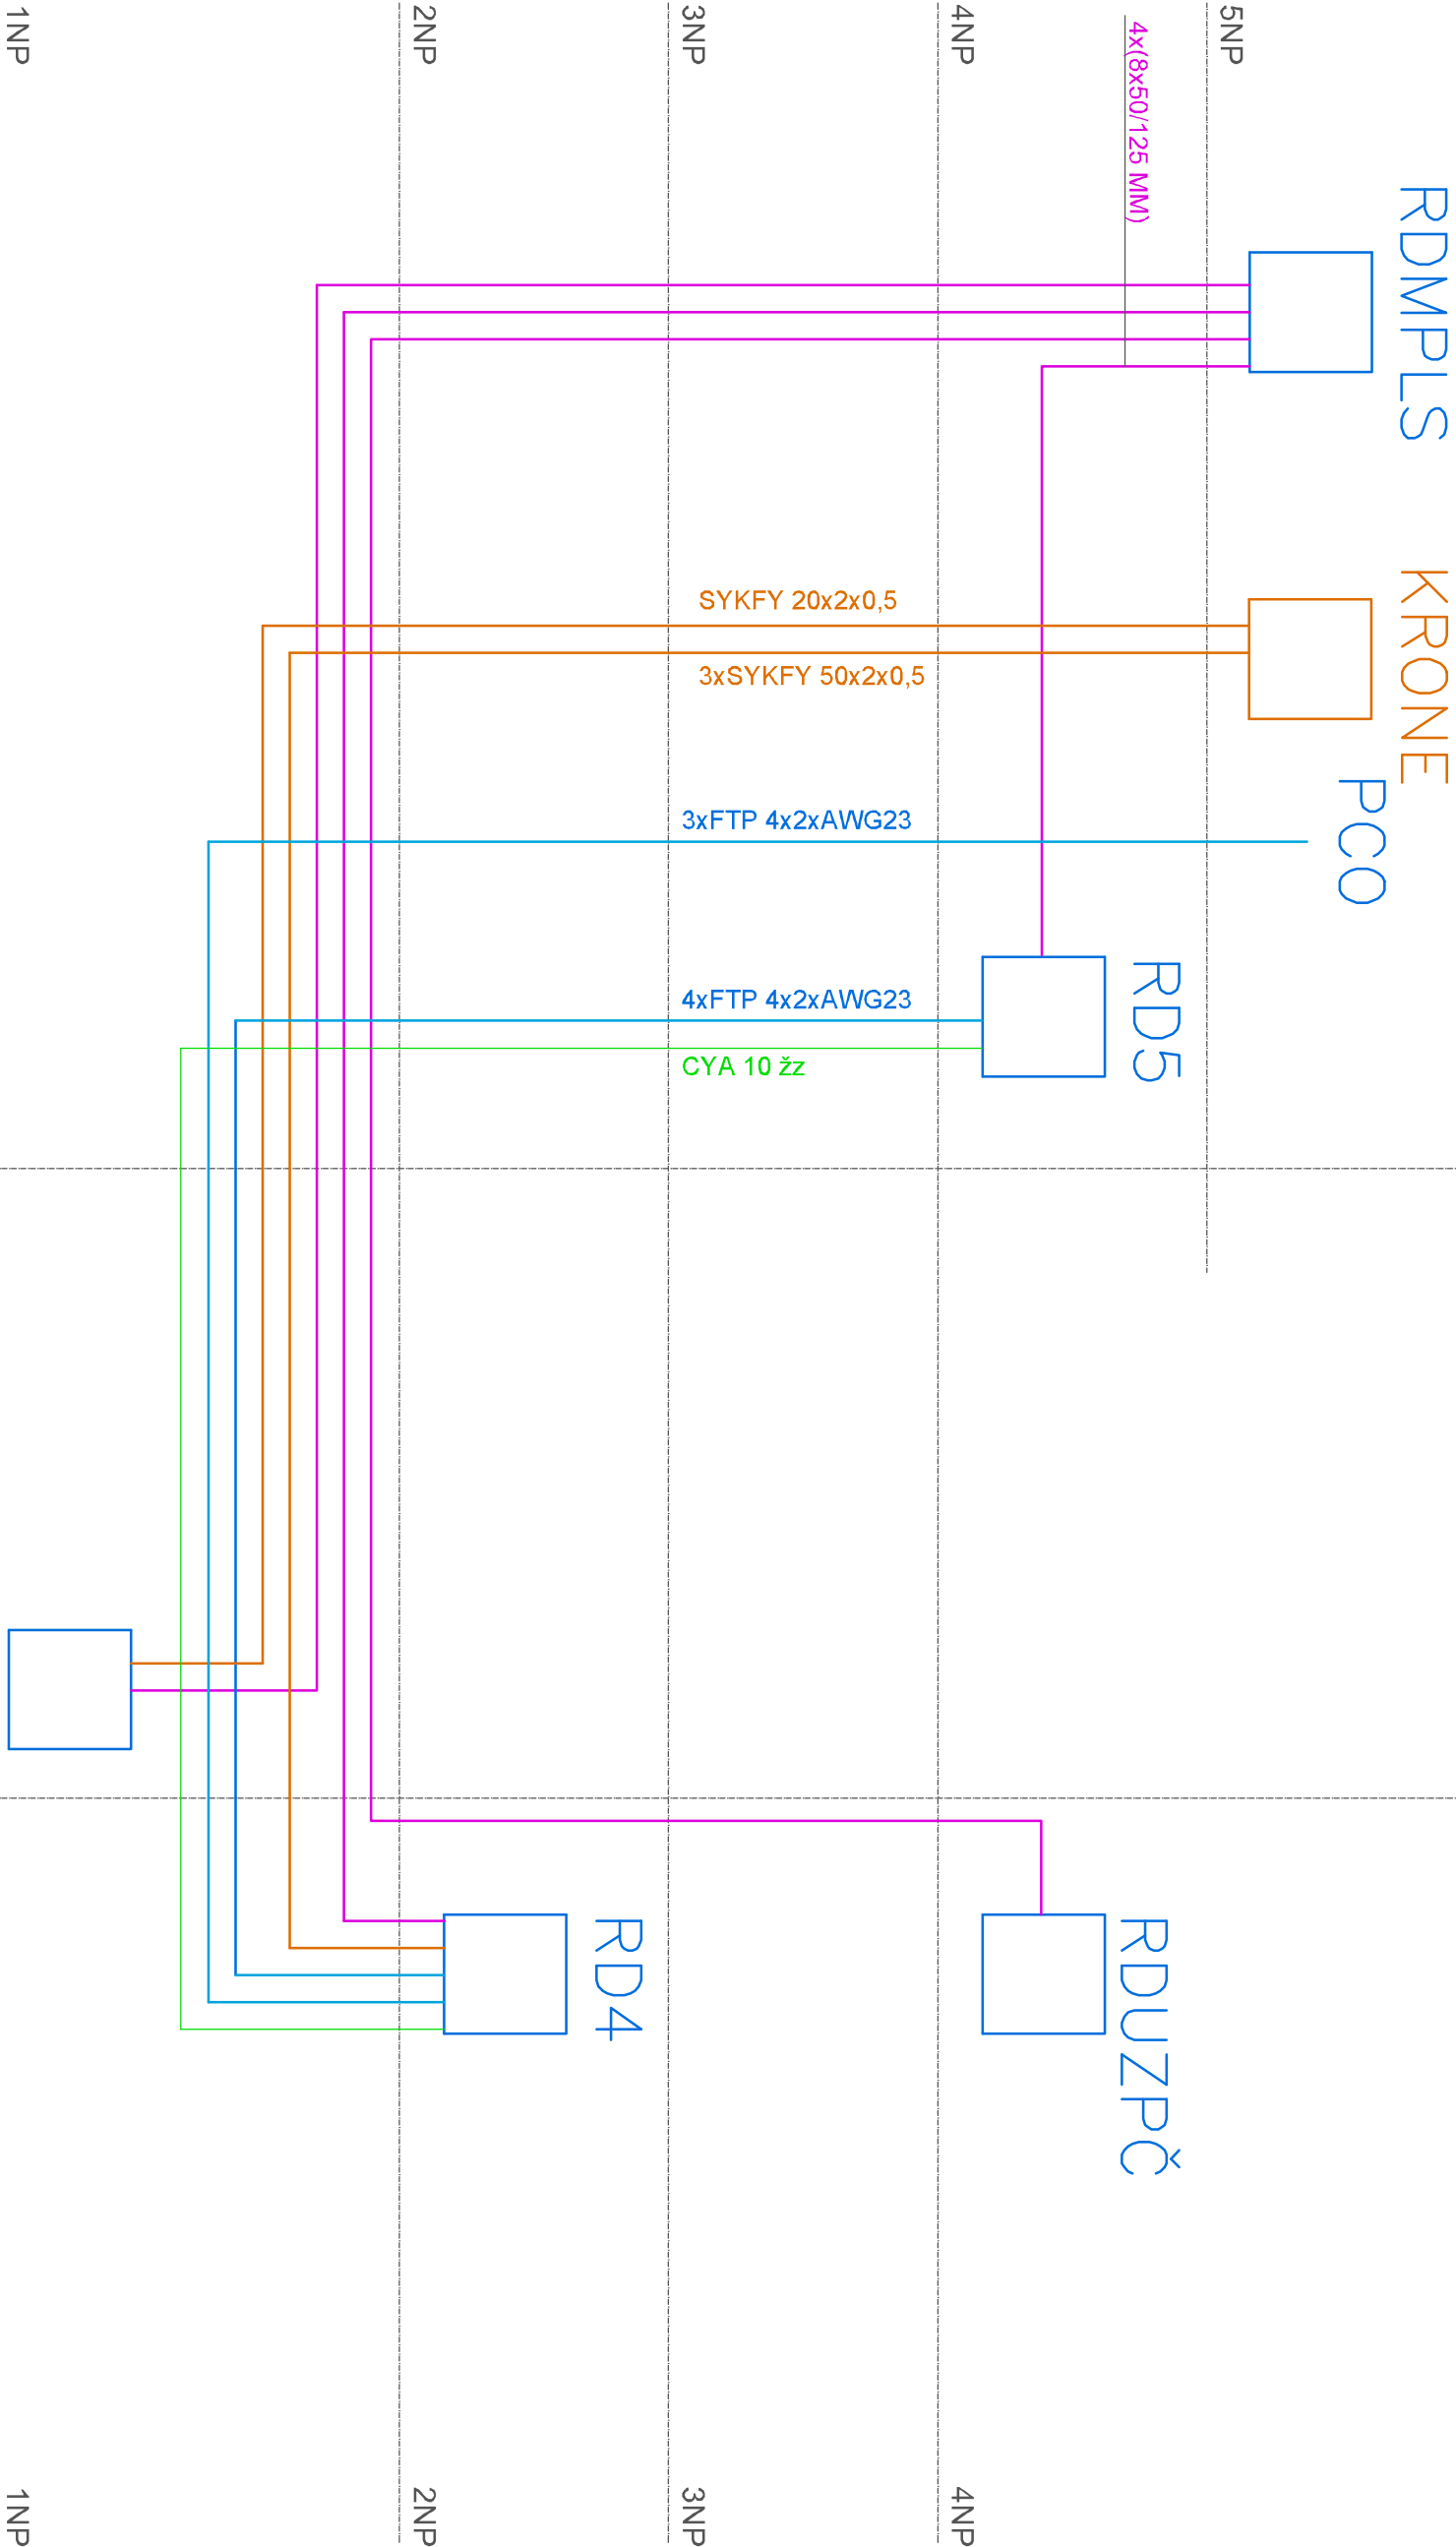 RDMPLS
KRONE
PCO
5NP
4x(8x50/125 MM)
RD5
RDUZPČ
4NP
4NP
SYKFY 20x2x0,5
3xSYKFY 50x2x0,5
3xFTP 4x2xAWG23
4xFTP 4x2xAWG23
CYA 10 žz
3NP
3NP
RD4
2NP
2NP
1NP
1NP